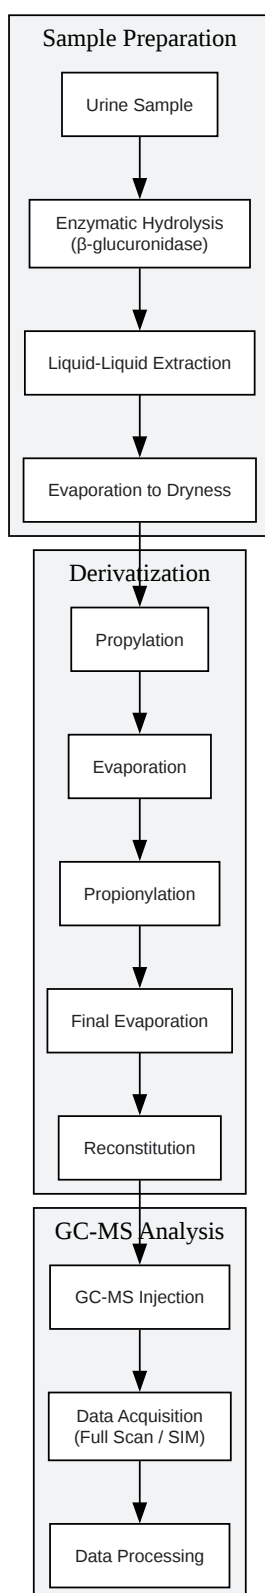 Sample Preparation
Urine Sample
Enzymatic Hydrolysis
(β-glucuronidase)
Liquid-Liquid Extraction
Evaporation to Dryness
Derivatization
Propylation
Evaporation
Propionylation
Final Evaporation
Reconstitution
GC-MS Analysis
GC-MS Injection
Data Acquisition
(Full Scan / SIM)
Data Processing